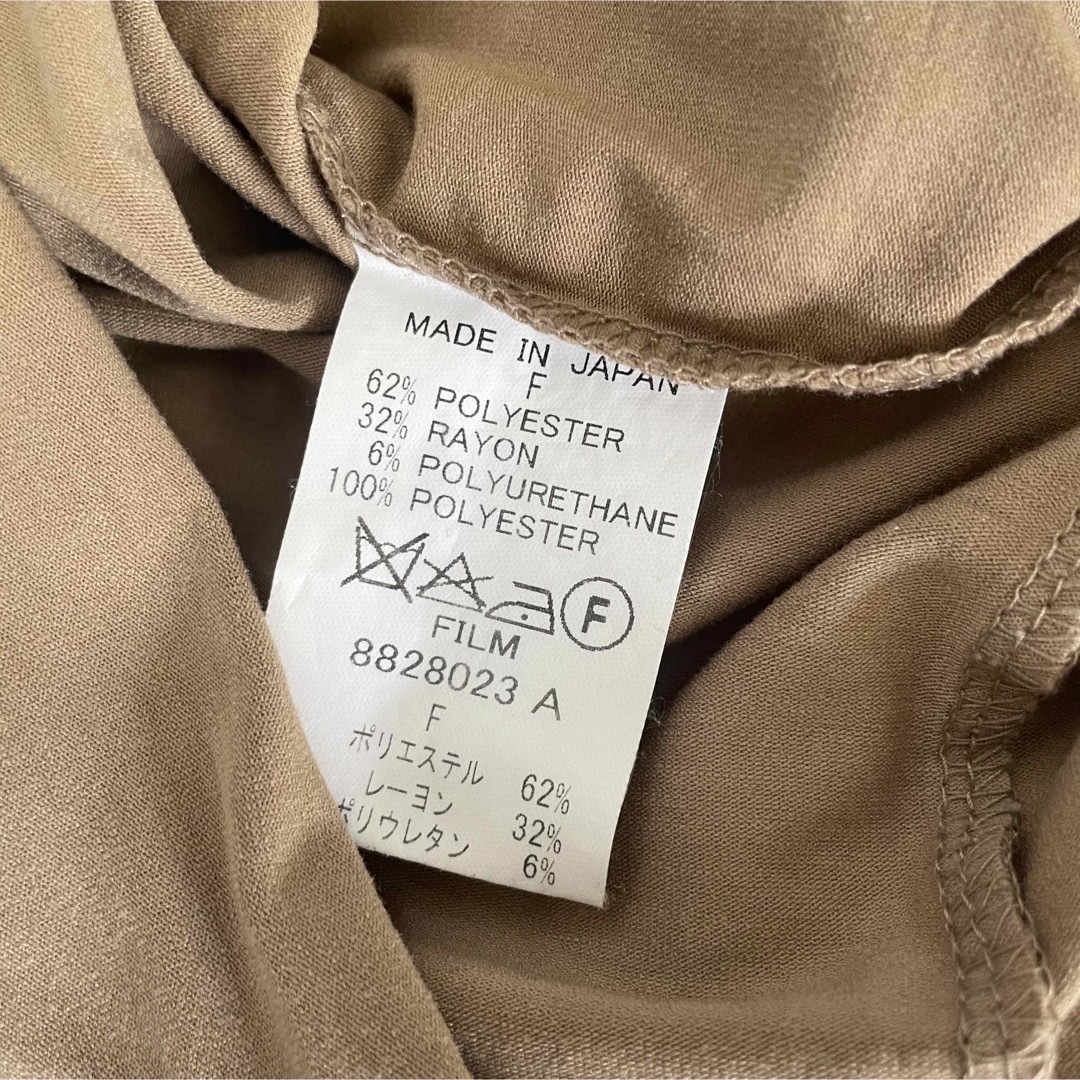 MADE IN JAPAN
F
62% POLYESTER
32% RAYON
6% POLYURETHANE
100% POLYESTER
F
FILM
8828023 A
F
ポリエステル 62%
レーヨン 32%
ポリウレタン 6%